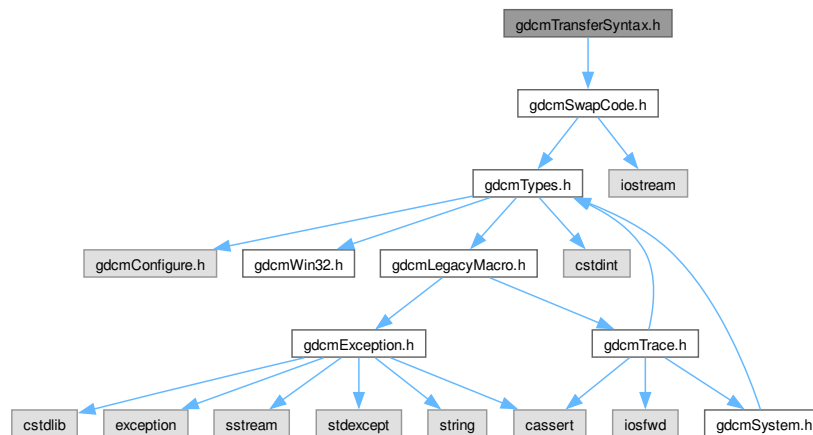 gdcmTransferSyntax.h
gdcmSwapCode.h
gdcmTypes.h
iostream
gdcmConfigure.h
gdcmWin32.h
gdcmLegacyMacro.h
cstdint
gdcmException.h
gdcmTrace.h
cstdlib
exception
sstream
stdexcept
string
cassert
iosfwd
gdcmSystem.h